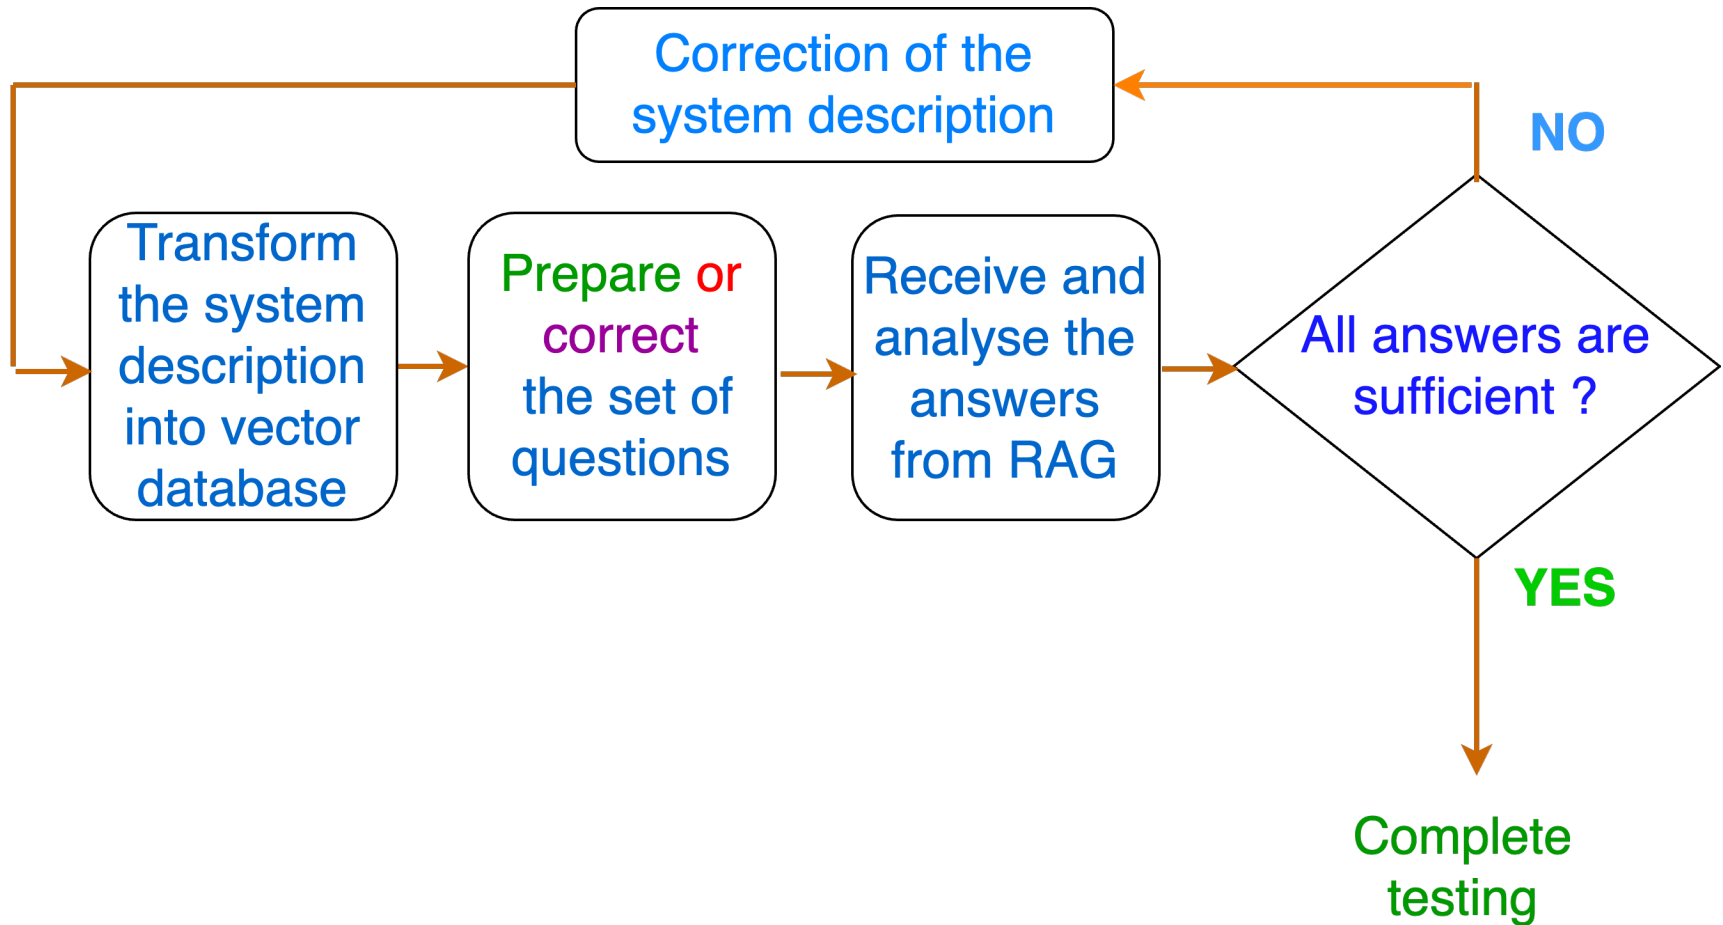 Correction of the
system description
NO
Transform
the system
description
into vector
database
Prepare or
correct
the set of
questions
Receive and
analyse the
answers
from RAG
All answers are
sufficient ?
YES
Complete
testing